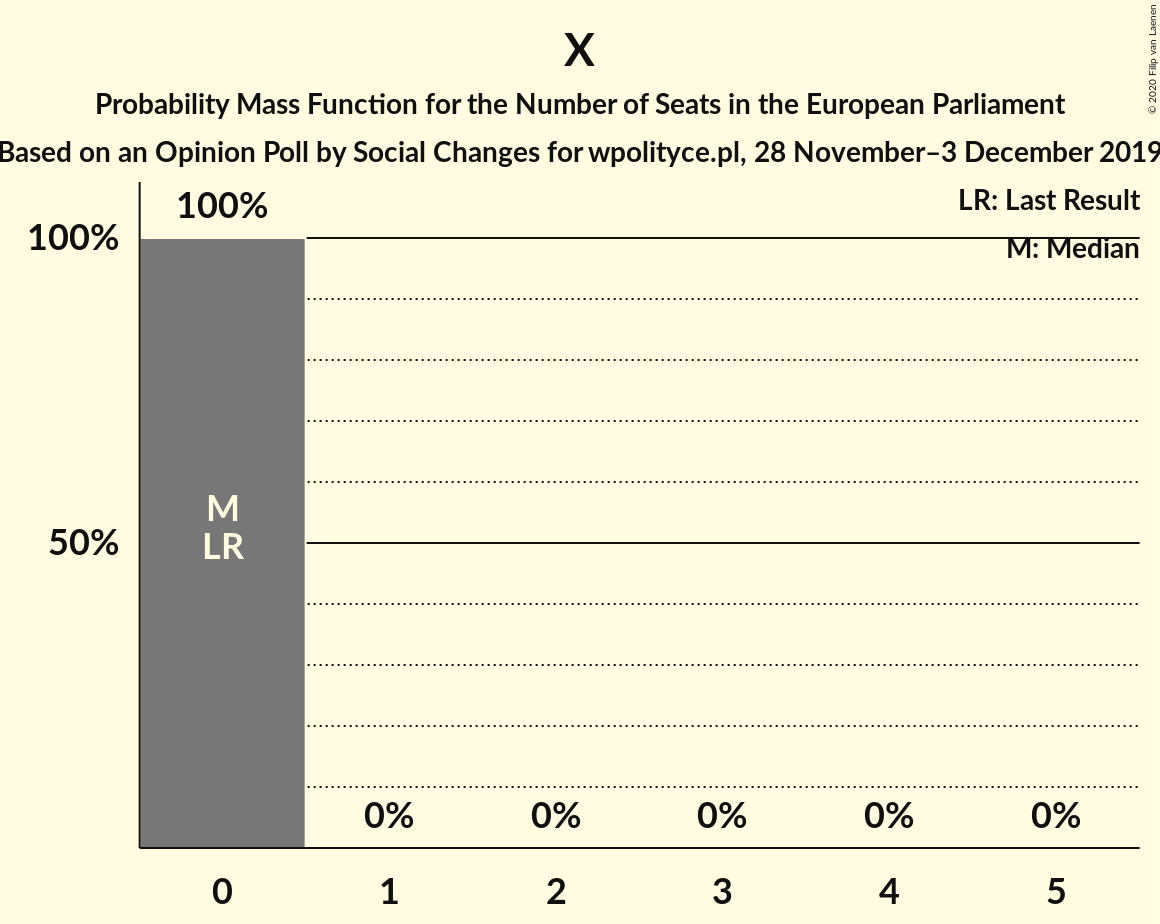 X
Probability Mass Function for the Number of Seats in the European Parliament
Based on an Opinion Poll by Social Changes for wpolityce.pl, 28 November–3 December 2019
© 2020 Filip van Laenen
LR: Last Result
M: Median
100%
100%
50%
M
LR
0% 0% 0% 0% 0%
0 1 2 3 4 5